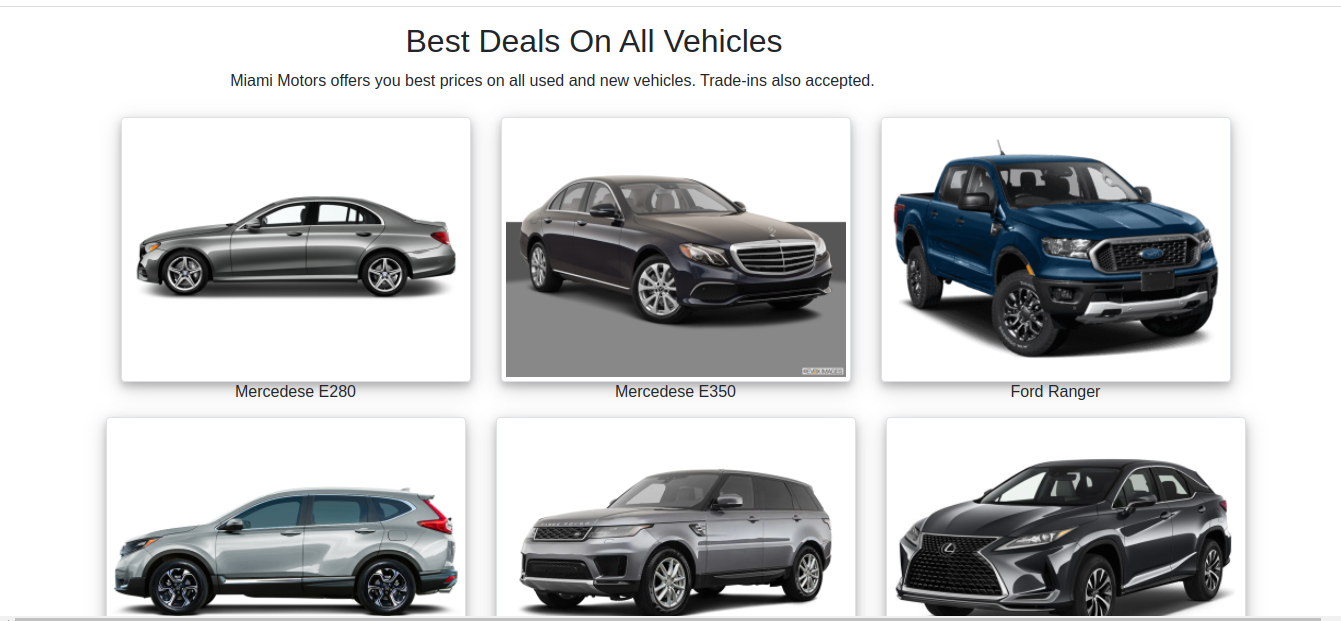 Best Deals On All Vehicles
Miami Motors offers you best prices on all used and new vehicles. Trade-ins also accepted.
Mercedese E280
Mercedese E350
Ford Ranger